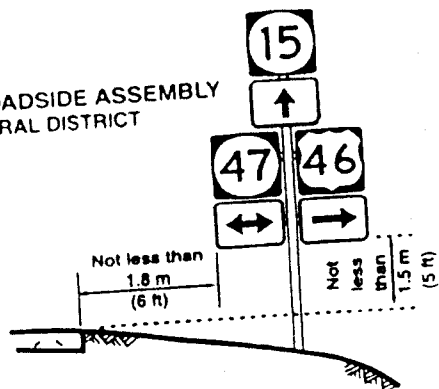 15
OADSIDE ASSEMBLY
RAL DISTRICT
47
46
Not less than
1.8 m
(6 ft)
Not
less
than
1.5 m
(5 ft)